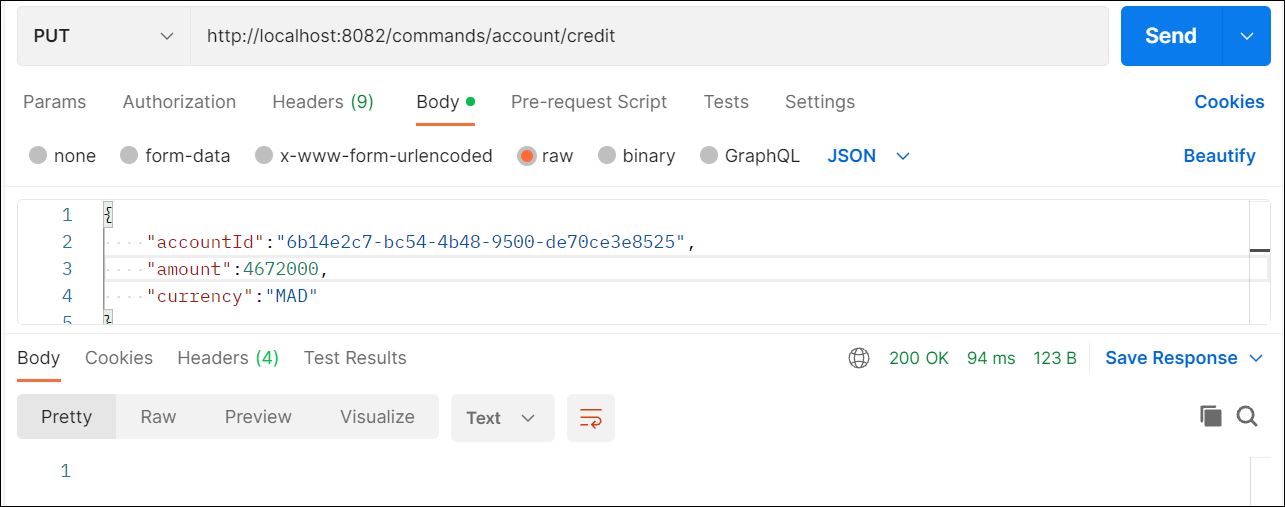 PUT http://localhost:8082/commands/account/credit Send
Params Authorization Headers (9) Body Pre-request Script Tests Settings Cookies
none form-data x-www-form-urlencoded raw binary GraphQL JSON Beautify
1 {
2 "accountId":"6b14e2c7-bc54-4b48-9500-de70ce3e8525",
3 "amount":4672000,
4 "currency":"MAD"
5 }
Body Cookies Headers (4) Test Results 200 OK 94 ms 123 B Save Response
Pretty Raw Preview Visualize Text
1